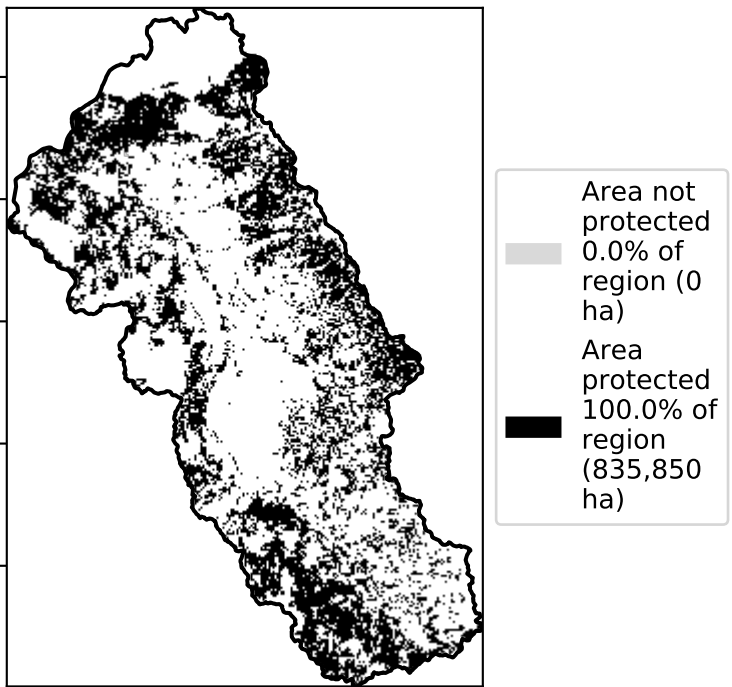 Area not
protected
0.0% of
region (0
ha)
Area
protected
100.0% of
region
(835,850
ha)